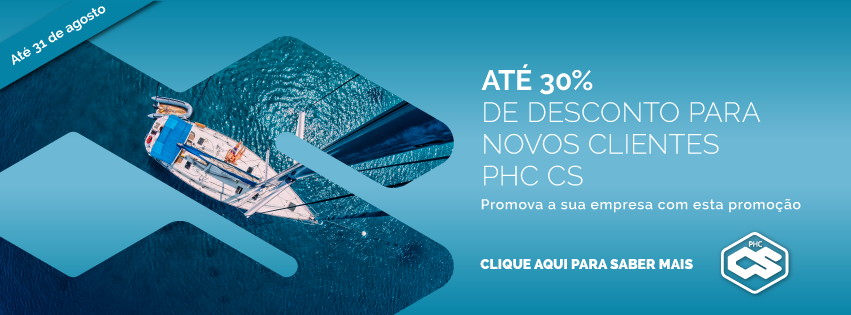 Até 31 de agosto
ATÉ 30%
DE DESCONTO PARA
NOVOS CLIENTES
PHC CS
Promova a sua empresa com esta promoção
CLIQUE AQUI PARA SABER MAIS
PHC
CS